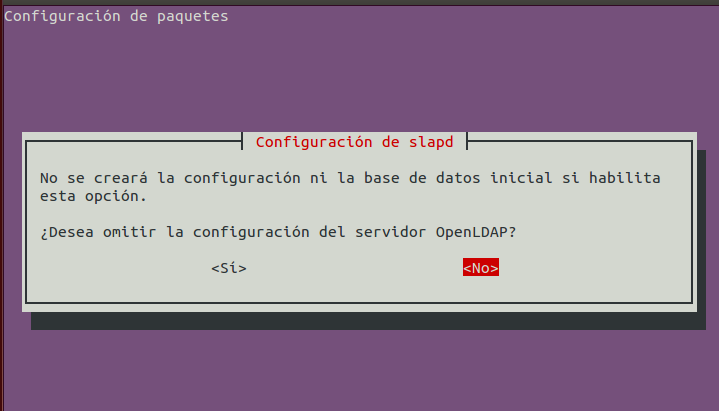 Configuración de paquetes
Configuración de slapd
No se creará la configuración ni la base de datos inicial si habilita
esta opción.
¿Desea omitir la configuración del servidor OpenLDAP?
<Sí> <No>